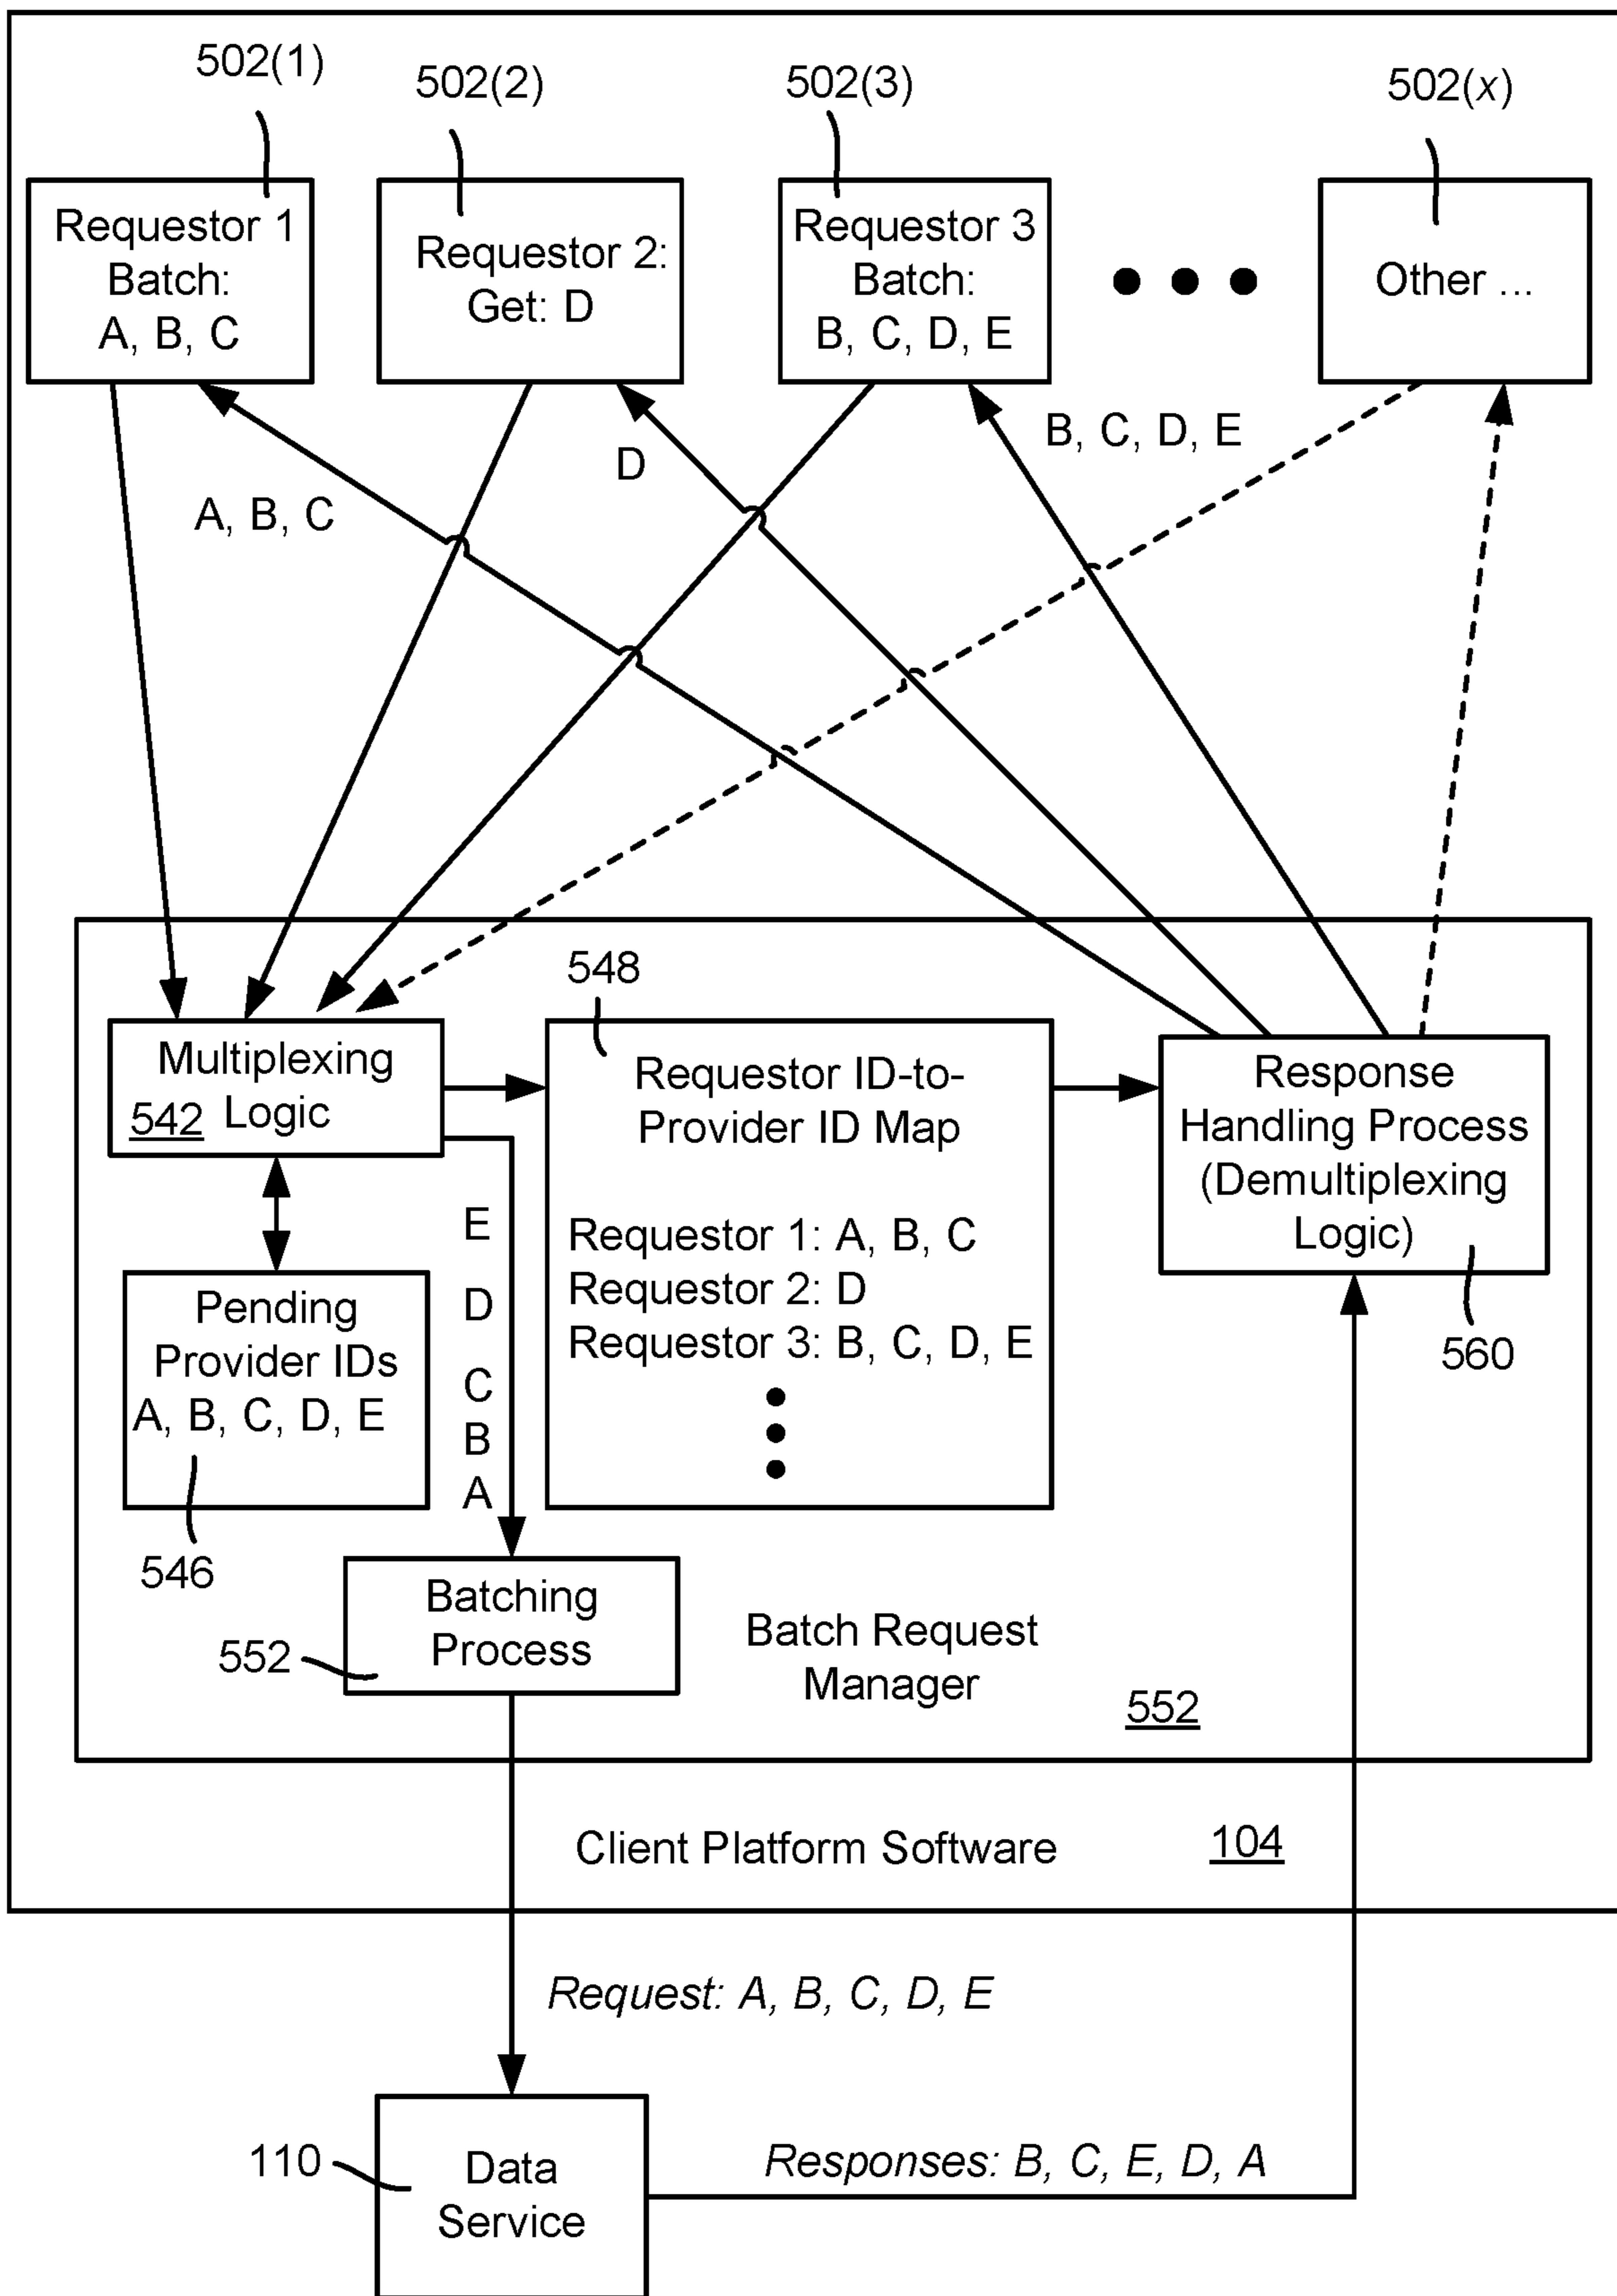 502(1)
502(2)
502(3)
502(x)
Requestor 1
Batch:
A, B, C
Requestor 2:
Get: D
Requestor 3
Batch:
B, C, D, E
Other ...
A, B, C
D
B, C, D, E
Multiplexing
Logic
542
548
Requestor ID-to-
Provider ID Map
Requestor 1: A, B, C
Requestor 2: D
Requestor 3: B, C, D, E
Response
Handling Process
(Demultiplexing
Logic)
560
Pending
Provider IDs
A, B, C, D, E
546
E
D
C
B
A
Batching
Process
552
Batch Request
Manager
552
Client Platform Software
104
Request: A, B, C, D, E
110
Data
Service
Responses: B, C, E, D, A